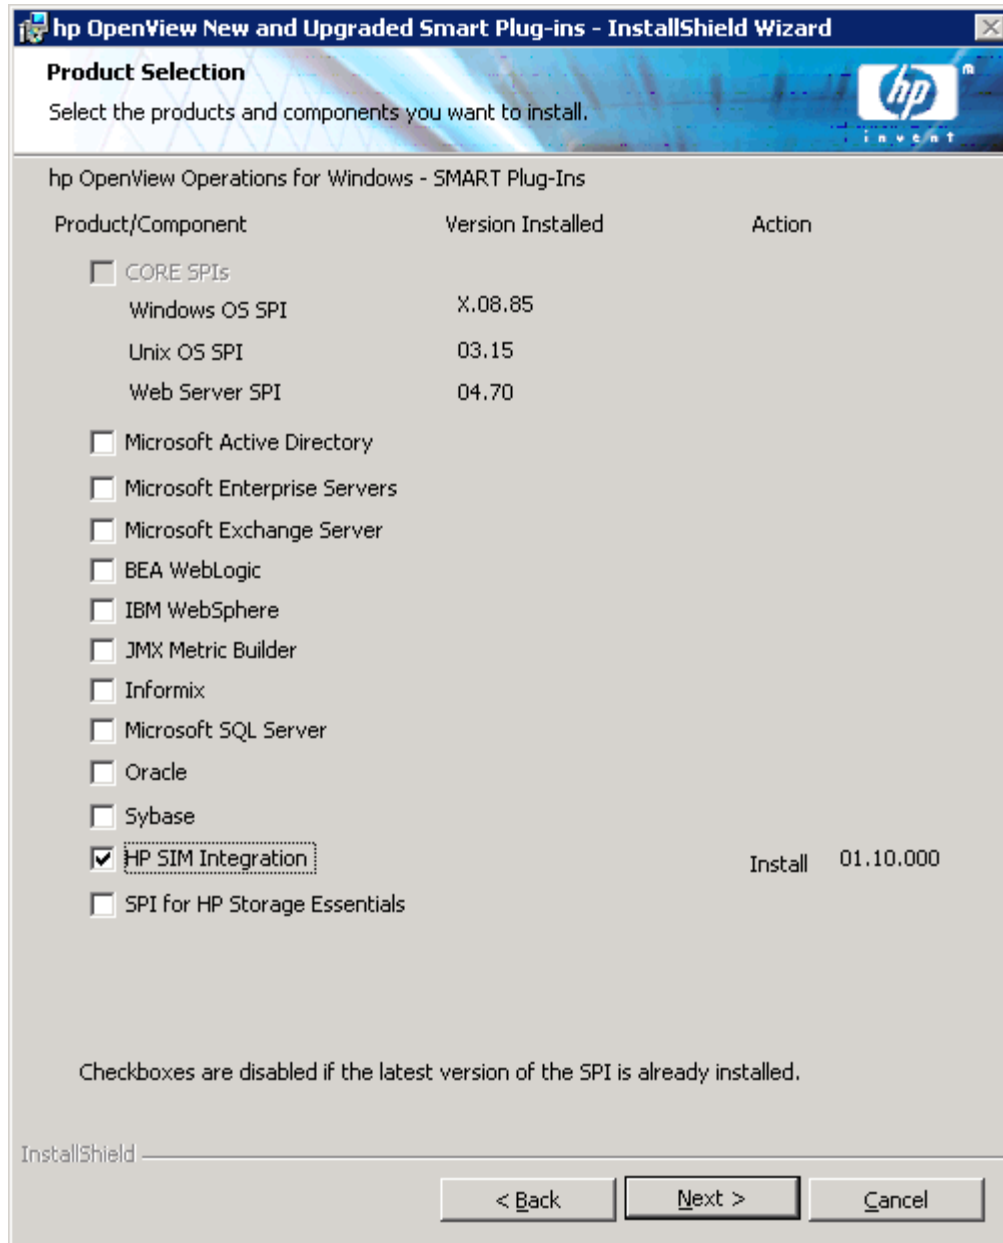 hp OpenView New and Upgraded Smart Plug-ins - InstallShield Wizard
Product Selection
Select the products and components you want to install.
hp ®
invent
hp OpenView Operations for Windows - SMART Plug-Ins
Product/Component Version Installed Action
CORE SPIs
Windows OS SPI X.08.85
Unix OS SPI 03.15
Web Server SPI 04.70
Microsoft Active Directory
Microsoft Enterprise Servers
Microsoft Exchange Server
BEA WebLogic
IBM WebSphere
JMX Metric Builder
Informix
Microsoft SQL Server
Oracle
Sybase
HP SIM Integration Install 01.10.000
SPI for HP Storage Essentials
Checkboxes are disabled if the latest version of the SPI is already installed.
InstallShield
< Back Next > Cancel